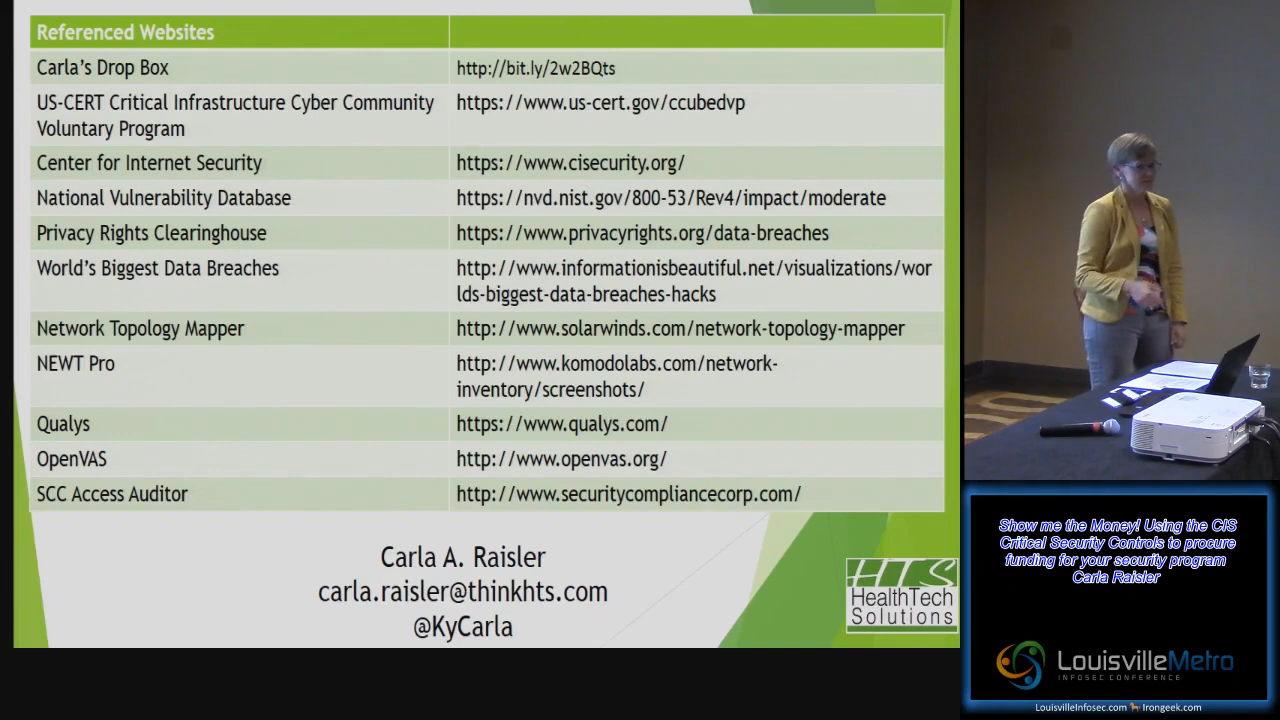 Referenced Websites
Carla's Drop Box
http://bit.ly/2w2BQts
US-CERT Critical Infrastructure Cyber Community
Voluntary Program
https://www.us-cert.gov/ccubedvp
Center for Internet Security
https://www.cisecurity.org/
National Vulnerability Database
https://nvd.nist.gov/800-53/Rev4/impact/moderate
Privacy Rights Clearinghouse
https://www.privacyrights.org/data-breaches
World's Biggest Data Breaches
http://www.informationisbeautiful.net/visualizations/wor
lds-biggest-data-breaches-hacks
Network Topology Mapper
http://www.solarwinds.com/network-topology-mapper
NEWT Pro
http://www.komodolabs.com/network-
inventory/screenshots/
Qualys
https://www.qualys.com/
OpenVAS
http://www.openvas.org/
SCC Access Auditor
http://www.securitycompliancecorp.com/
Carla A. Raisler
carla.raisler@thinkhts.com
@KyCarla
HTS
HealthTech
Solutions
Show me the Money! Using the CIS
Critical Security Controls to procure
funding for your security program
Carla Raisler
LouisvilleMetro
INFOSEC CONFERENCE
LouisvilleInfosec.com Irongeek.com